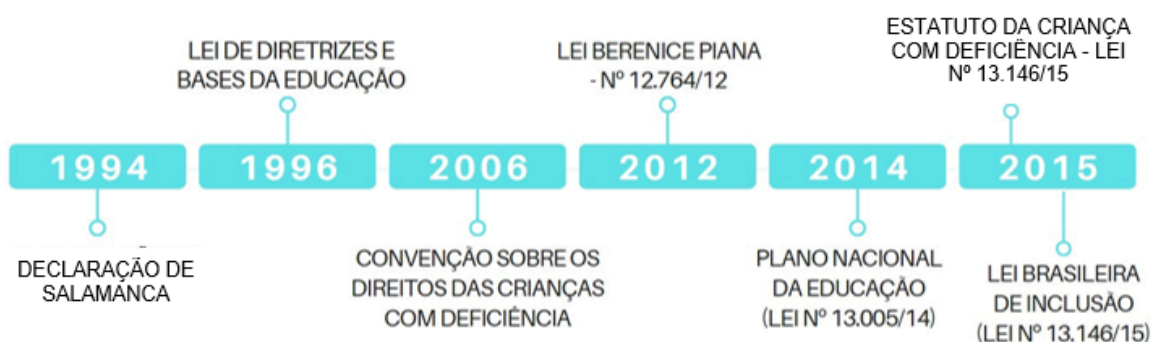 LEI DE DIRETRIZES E
BASES DA EDUCAÇÃO
LEI BERENICE PIANA
- Nº 12.764/12
ESTATUTO DA CRIANÇA
COM DEFICIÊNCIA - LEI
Nº 13.146/15
1994
1996
2006
2012
2014
2015
DECLARAÇÃO DE
SALAMANCA
CONVENÇÃO SOBRE OS
DIREITOS DAS CRIANÇAS
COM DEFICIÊNCIA
PLANO NACIONAL
DA EDUCAÇÃO
(LEI Nº 13.005/14)
LEI BRASILEIRA
DE INCLUSÃO
(LEI Nº 13.146/15)